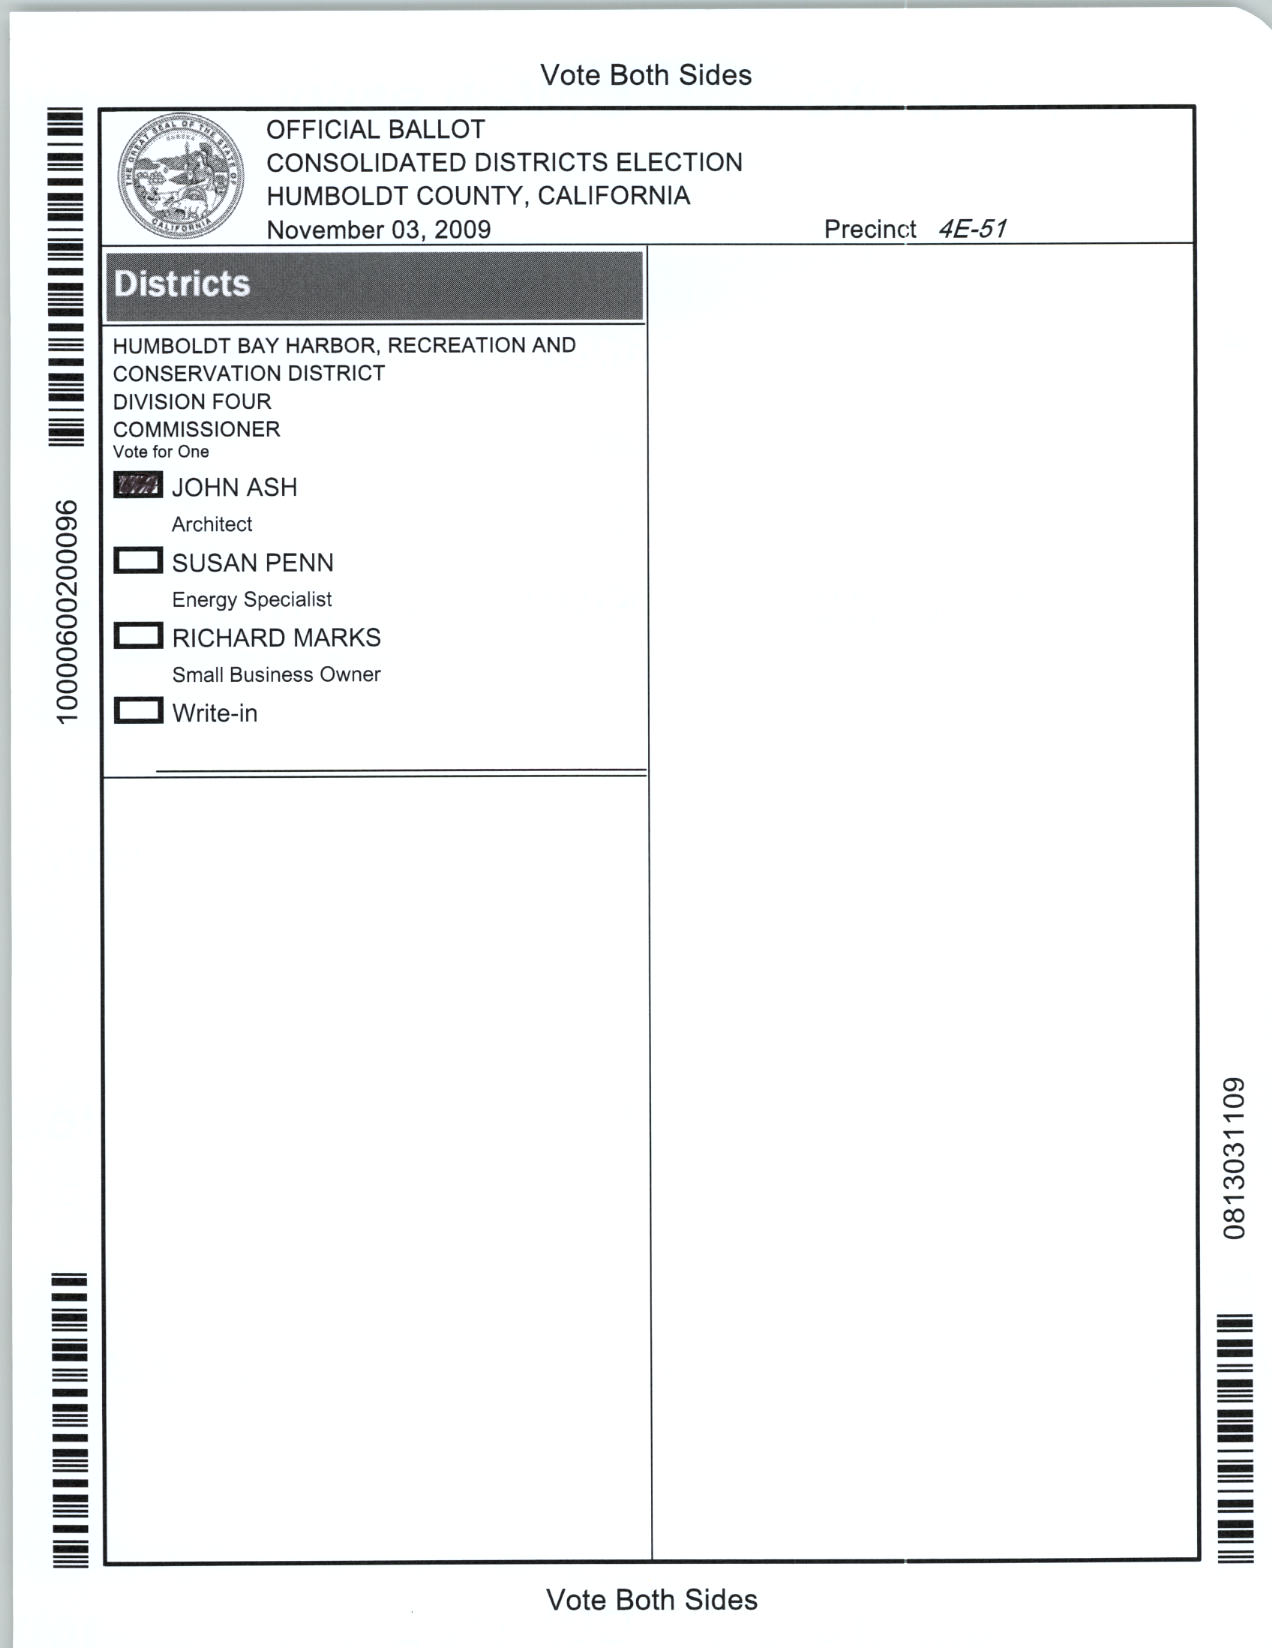 Vote Both Sides
THE GREAT SEAL OF THE STATE OF CALIFORNIA
EUREKA
OFFICIAL BALLOT
CONSOLIDATED DISTRICTS ELECTION
HUMBOLDT COUNTY, CALIFORNIA
November 03, 2009
Precinct 4E-51
Districts
HUMBOLDT BAY HARBOR, RECREATION AND
CONSERVATION DISTRICT
DIVISION FOUR
COMMISSIONER
Vote for One
JOHN ASH
Architect
SUSAN PENN
Energy Specialist
RICHARD MARKS
Small Business Owner
Write-in
10000600200096
0813031109
Vote Both Sides